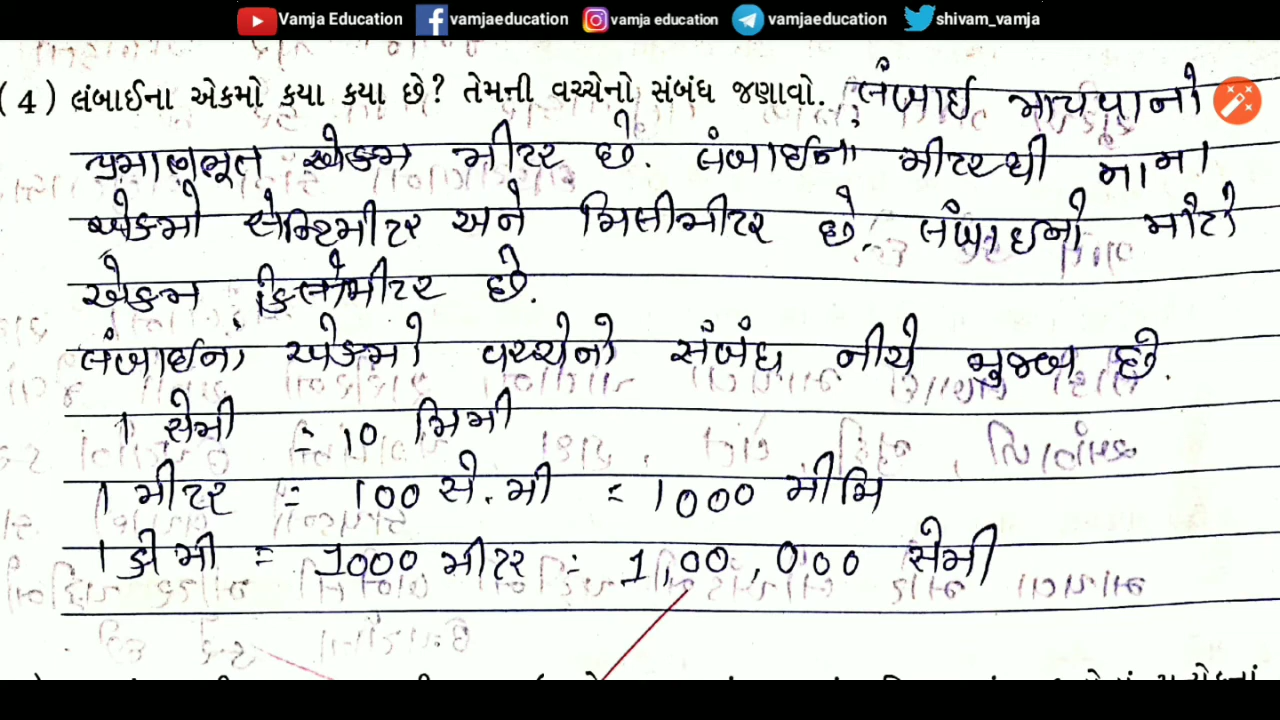 Vamja Education vamjaeducation vamja education vamjaeducation shivam_vamja
(4) લંબાઈના એકમો કયા કયા છે? તેમની વચ્ચેનો સંબંધ જણાવો. લંબાઈ માપવાનો
પ્રમાણભૂત એકમ મીટર છે. લંબાઈના મીટરથી નાના
એકમો સેન્ટિમીટર અને મિલીમીટર છે. લંબાઈનો મોટો
એકમ કિલોમીટર છે.
લંબાઈના એકમો વચ્ચેનો સંબંધ નીચે મુજબ છે.
1 સેમી = 10 મિમી
1 મીટર = 100 સે.મી = 1000 મીમિ
1 કીમી = 1000 મીટર = 1,00,000 સેમી